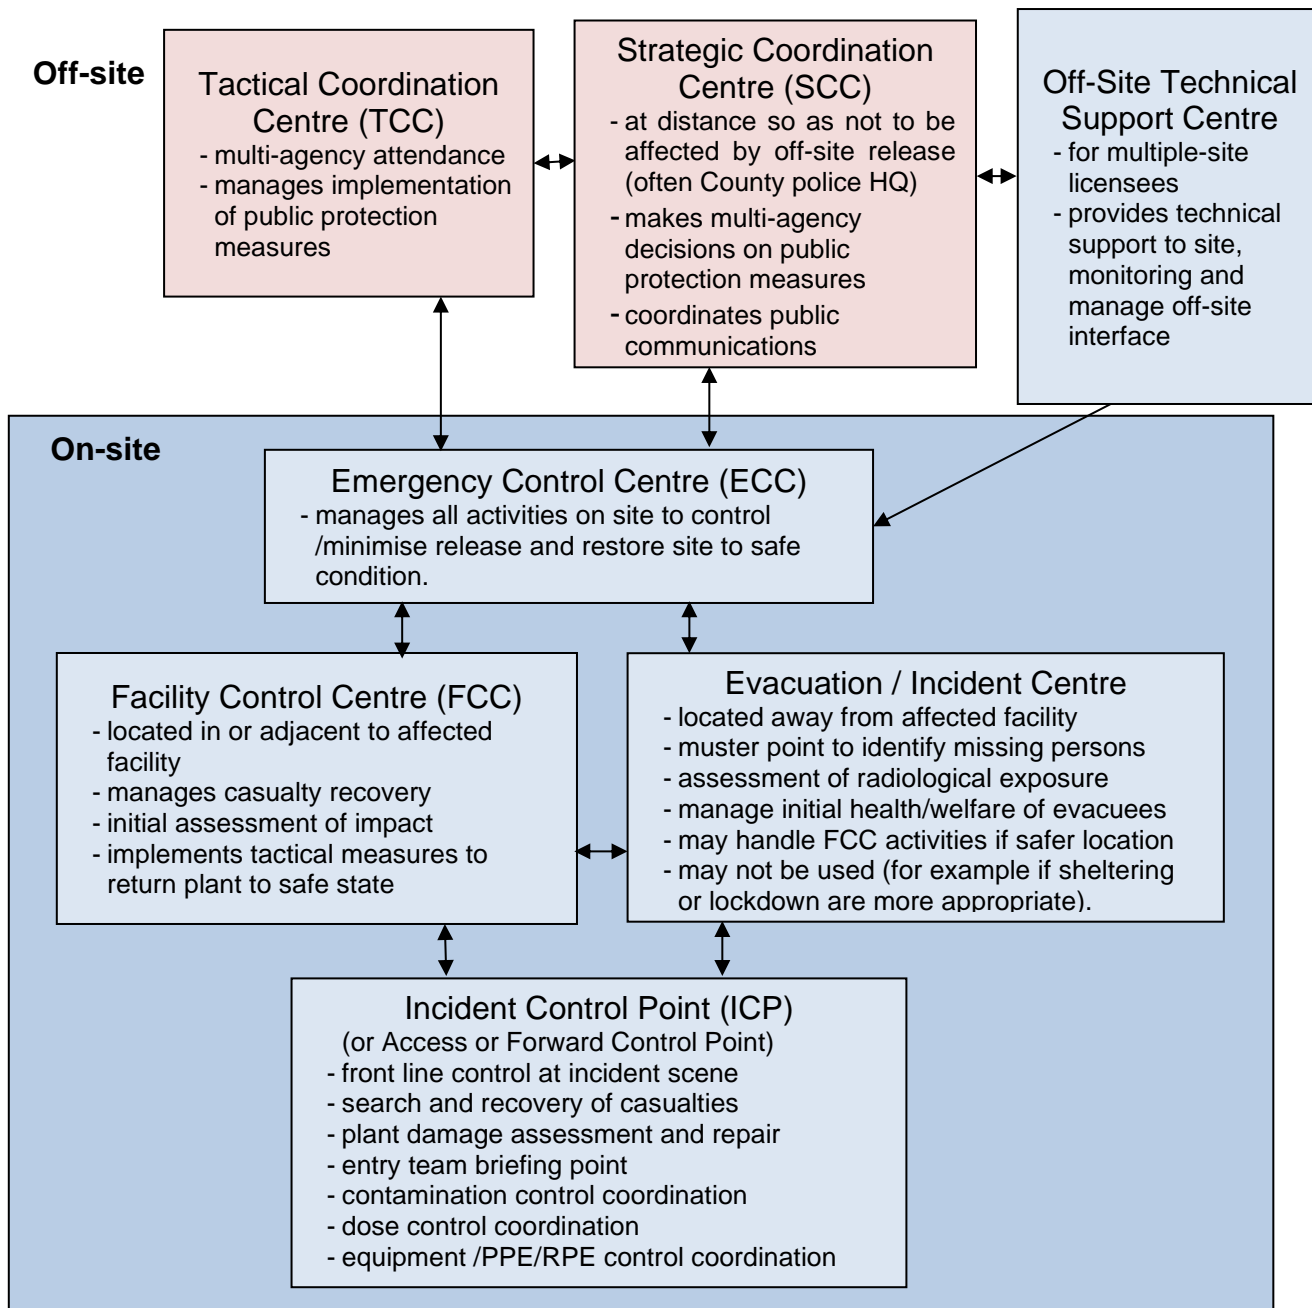 Off-site
Tactical Coordination
Centre (TCC)
- multi-agency attendance
- manages implementation
of public protection
measures
Strategic Coordination
Centre (SCC)
- at distance so as not to be
affected by off-site release
(often County police HQ)
- makes multi-agency
decisions on public
protection measures
- coordinates public
communications
Off-Site Technical
Support Centre
- for multiple-site
licensees
- provides technical
support to site,
monitoring and
manage off-site
interface
On-site
Emergency Control Centre (ECC)
- manages all activities on site to control
/minimise release and restore site to safe
condition.
Facility Control Centre (FCC)
- located in or adjacent to affected
facility
- manages casualty recovery
- initial assessment of impact
- implements tactical measures to
return plant to safe state
Evacuation / Incident Centre
- located away from affected facility
- muster point to identify missing persons
- assessment of radiological exposure
- manage initial health/welfare of evacuees
- may handle FCC activities if safer location
- may not be used (for example if sheltering
or lockdown are more appropriate).
Incident Control Point (ICP)
(or Access or Forward Control Point)
- front line control at incident scene
- search and recovery of casualties
- plant damage assessment and repair
- entry team briefing point
- contamination control coordination
- dose control coordination
- equipment /PPE/RPE control coordination